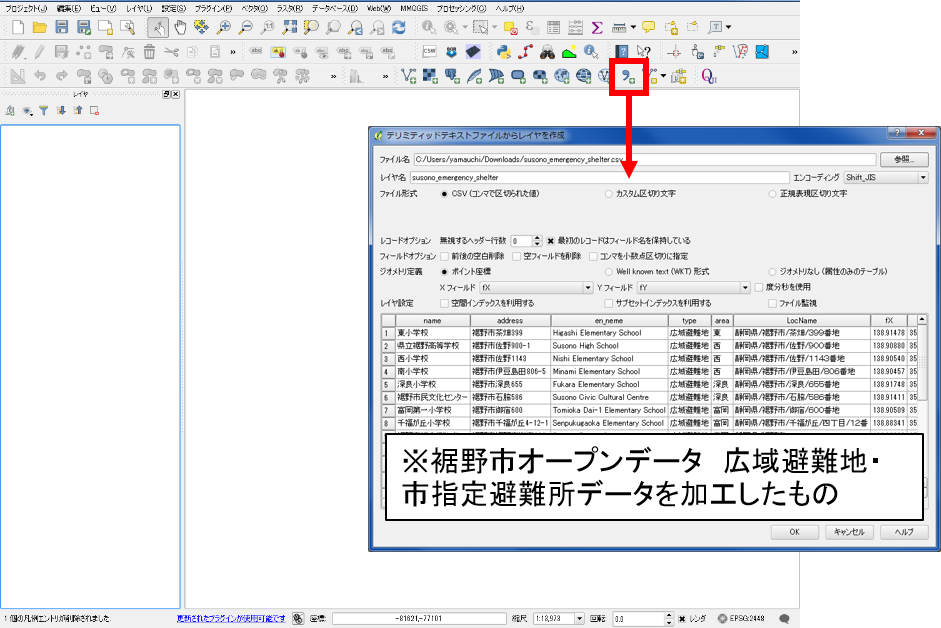 プロジェクト(J) 編集(E) ビュー(V) レイヤ(L) 設定(S) プラグイン(P) ベクタ(O) ラスタ(R) データベース(D) Web(W) MMQGIS プロセッシング(C) ヘルプ(H)
レイヤ
デリミティッドテキストファイルからレイヤを作成
ファイル名 C:/Users/yamauchi/Downloads/susono_emergency_shelter.csv 参照...
レイヤ名 susono_emergency_shelter エンコーディング Shift_JIS
ファイル形式 CSV (コンマで区切られた値) カスタム区切り文字 正規表現区切り文字
レコードオプション 無視するヘッダー行数 0 最初のレコードはフィールド名を保持している
フィールドオプション 前後の空白削除 空フィールドを削除 コンマを小数点区切りに指定
ジオメトリ定義 ポイント座標 Well known text (WKT) 形式 ジオメトリなし (属性のみのテーブル)
X フィールド fX Y フィールド fY 度分秒を使用
レイヤ設定 空間インデックスを利用する サブセットインデックスを利用する ファイル監視
name address en_neme type area LocName fX
1 東小学校 裾野市茶畑399 Higashi Elementary School 広域避難地 東 静岡県/裾野市/茶畑/399番地 138.91478 35
2 県立裾野高等学校 裾野市佐野900-1 Susono High School 広域避難地 西 静岡県/裾野市/佐野/900番地 138.90880 35
3 西小学校 裾野市佐野1143 Nishi Elementary School 広域避難地 西 静岡県/裾野市/佐野/1143番地 138.90540 35
4 南小学校 裾野市伊豆島田806-5 Minami Elementary School 広域避難地 西 静岡県/裾野市/伊豆島田/806番地 138.90457 35
5 深良小学校 裾野市深良655 Fukara Elementary School 広域避難地 深良 静岡県/裾野市/深良/655番地 138.91748 35
6 裾野市民文化センター 裾野市石脇586 Susono Civic Cultural Centre 広域避難地 深良 静岡県/裾野市/石脇/586番地 138.91411 35
7 富岡第一小学校 裾野市御宿600 Tomioka Dai-1 Elementary School 広域避難地 富岡 静岡県/裾野市/御宿/600番地 138.90509 35
8 千福が丘小学校 裾野市千福が丘4-12-1 Senpukugaoka Elementary School 広域避難地 富岡 静岡県/裾野市/千福が丘/四丁目/12番 138.88341 35
※裾野市オープンデータ 広域避難地・
市指定避難所データを加工したもの
OK キャンセル ヘルプ
1 個の凡例エントリが削除されました. 更新されたプラグインが使用可能です 座標: -81621,-77101 縮尺 1:13,973 回転 0.0 レンダ EPSG:2448